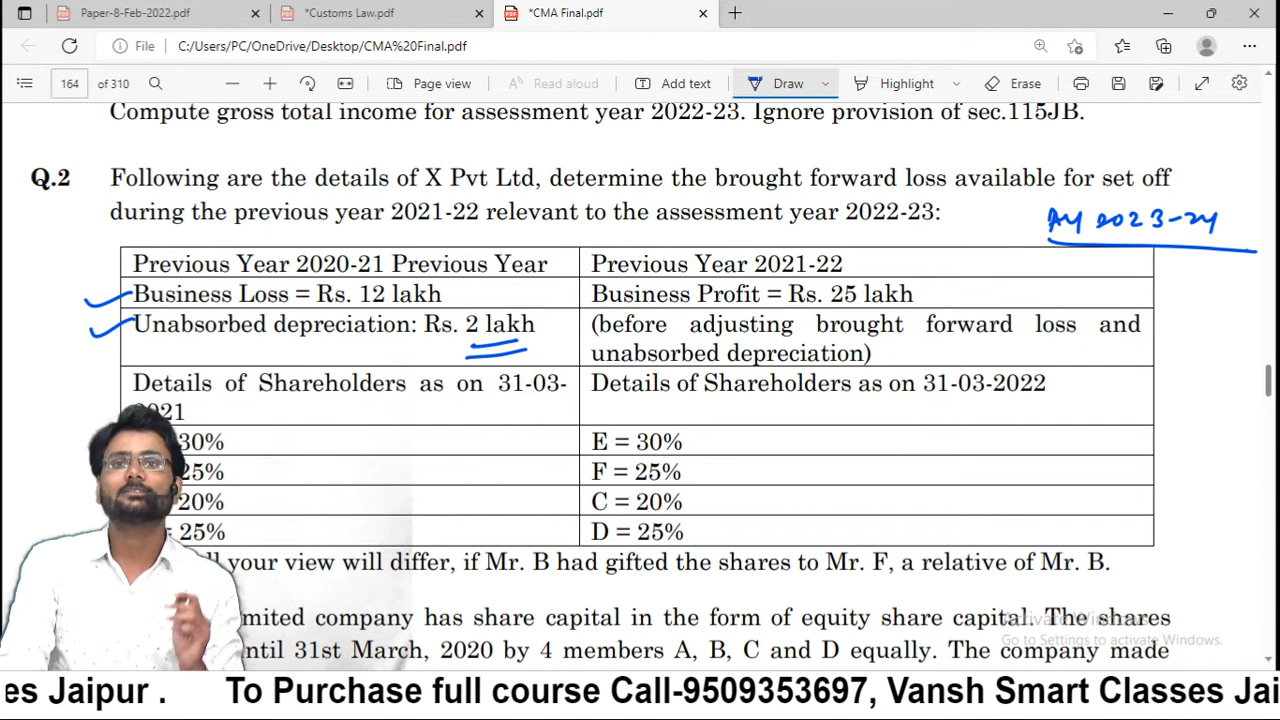 Paper-8-Feb-2022.pdf
*Customs Law.pdf
*CMA Final.pdf
File C:/Users/PC/OneDrive/Desktop/CMA%20Final.pdf
164 of 310 Page view Read aloud Add text Draw Highlight Erase
Compute gross total income for assessment year 2022-23. Ignore provision of sec.115JB.
Q.2 Following are the details of X Pvt Ltd, determine the brought forward loss available for set off
during the previous year 2021-22 relevant to the assessment year 2022-23:
AY 2023-24
Previous Year 2020-21 Previous Year Previous Year 2021-22
Business Loss = Rs. 12 lakh Business Profit = Rs. 25 lakh
Unabsorbed depreciation: Rs. 2 lakh (before adjusting brought forward loss and
unabsorbed depreciation)
Details of Shareholders as on 31-03- Details of Shareholders as on 31-03-2022
2021
30% E = 30%
25% F = 25%
20% C = 20%
= 25% D = 25%
your view will differ, if Mr. B had gifted the shares to Mr. F, a relative of Mr. B.
company has share capital in the form of equity share capital. The shares
31st March, 2020 by 4 members A, B, C and D equally. The company made
Activate Windows
Go to Settings to activate Windows.
es Jaipur . To Purchase full course Call-9509353697, Vansh Smart Classes Jai